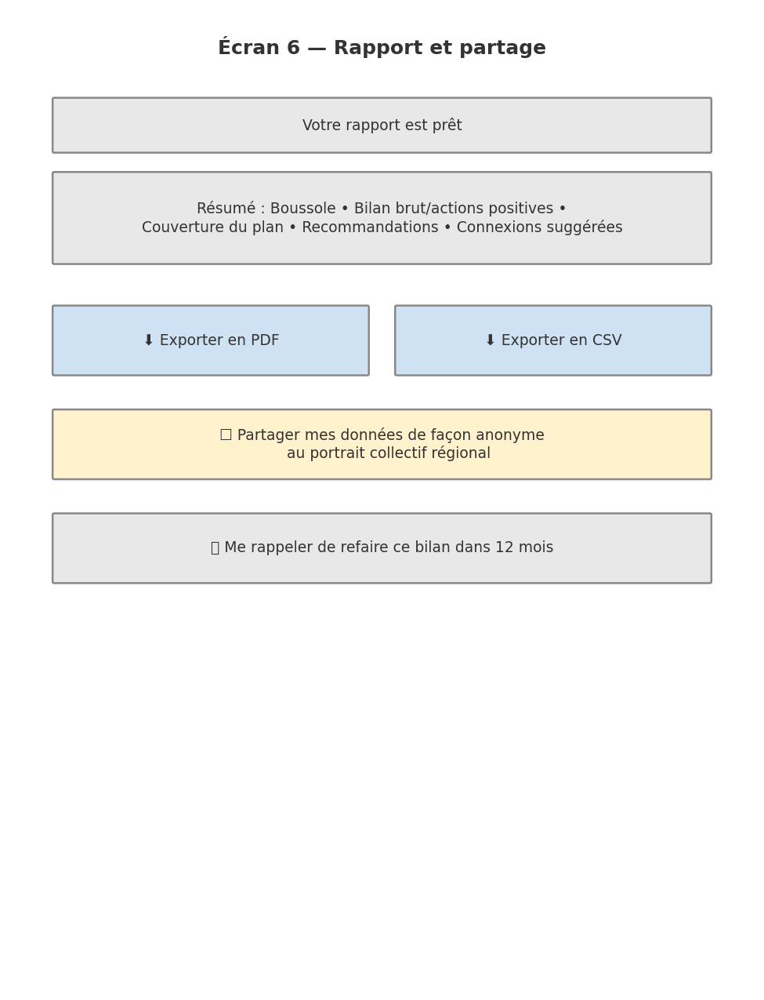 Écran 6 — Rapport et partage
Votre rapport est prêt
Résumé : Boussole • Bilan brut/actions positives •
Couverture du plan • Recommandations • Connexions suggérées
⬇ Exporter en PDF
⬇ Exporter en CSV
☐ Partager mes données de façon anonyme
au portrait collectif régional
Me rappeler de refaire ce bilan dans 12 mois